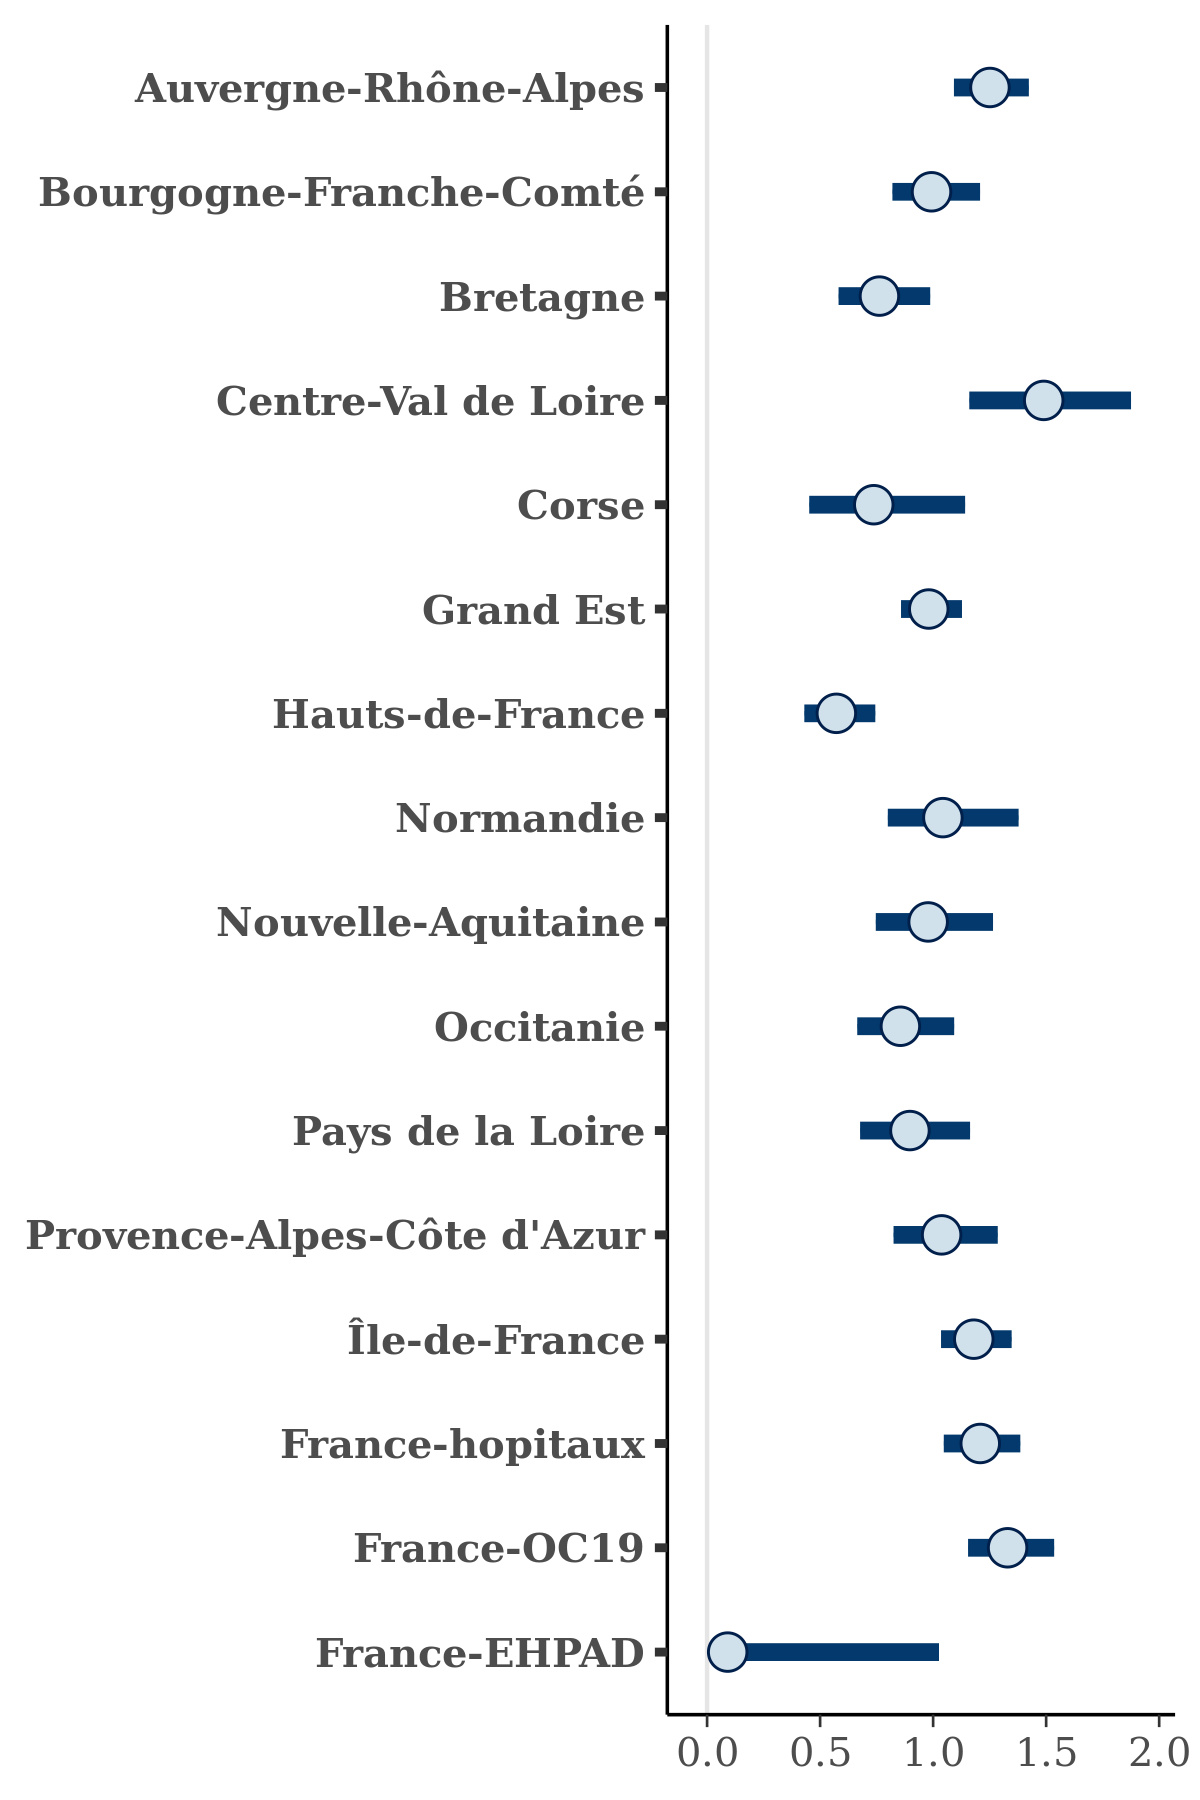 Auvergne-Rhône-Alpes
Bourgogne-Franche-Comté
Bretagne
Centre-Val de Loire
Corse
Grand Est
Hauts-de-France
Normandie
Nouvelle-Aquitaine
Occitanie
Pays de la Loire
Provence-Alpes-Côte d'Azur
Île-de-France
France-hopitaux
France-OC19
France-EHPAD
0.0 0.5 1.0 1.5 2.0